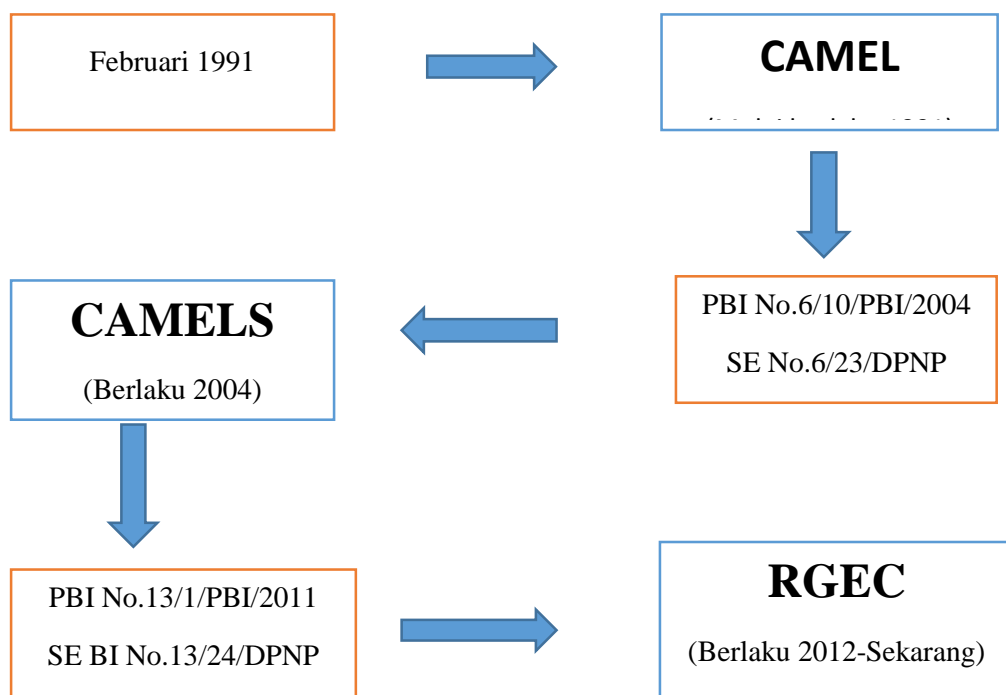 Februari 1991
CAMEL
PBI No.6/10/PBI/2004
SE No.6/23/DPNP
CAMELS
(Berlaku 2004)
PBI No.13/1/PBI/2011
SE BI No.13/24/DPNP
RGEC
(Berlaku 2012-Sekarang)